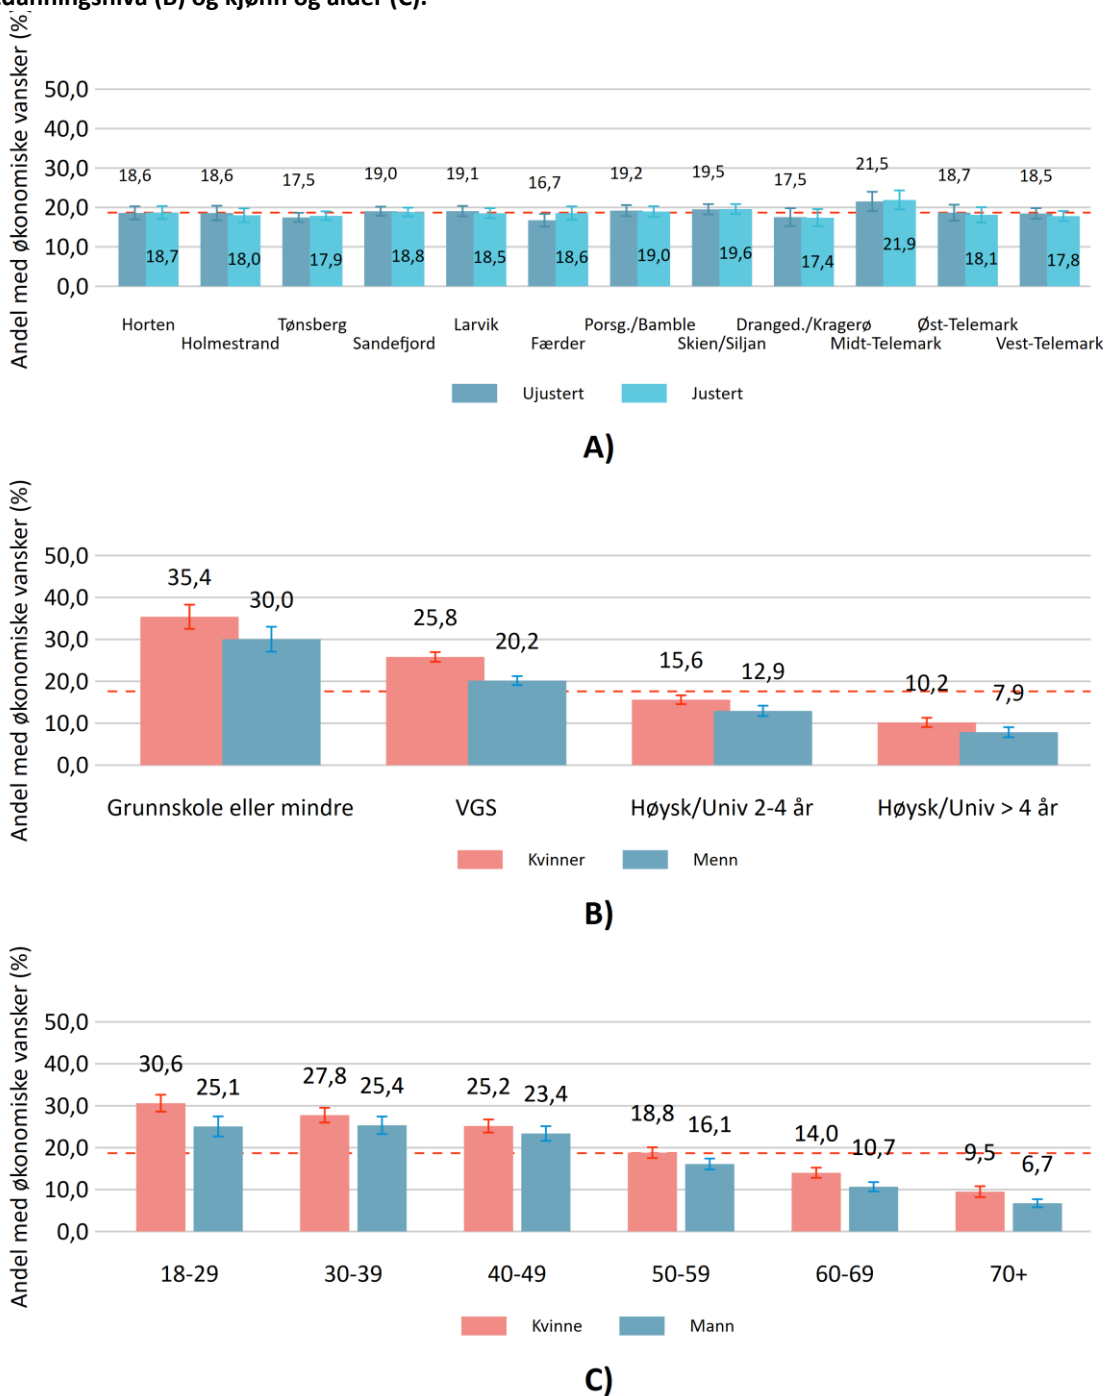 utdanningsnivå (B) og kjønn og alder (C).
Andel med økonomiske vansker (%)
50,0
40,0
30,0
20,0
10,0
0,0
18,6 18,6 17,5 19,0 19,1 16,7 19,2 19,5 17,5 21,5 18,7 18,5
18,7 18,0 17,9 18,8 18,5 18,6 19,0 19,6 17,4 21,9 18,1 17,8
Horten Tønsberg Larvik Porsg./Bamble Dranged./Kragerø Øst-Telemark
Holmestrand Sandefjord Færder Skien/Siljan Midt-Telemark Vest-Telemark
Ujustert Justert
A)
Andel med økonomiske vansker (%)
50,0
40,0
30,0
20,0
10,0
0,0
35,4 30,0 25,8 20,2 15,6 12,9 10,2 7,9
Grunnskole eller mindre VGS Høysk/Univ 2-4 år Høysk/Univ > 4 år
Kvinner Menn
B)
Andel med økonomiske vansker (%)
50,0
40,0
30,0
20,0
10,0
0,0
30,6 25,1 27,8 25,4 25,2 23,4 18,8 16,1 14,0 10,7 9,5 6,7
18-29 30-39 40-49 50-59 60-69 70+
Kvinne Mann
C)